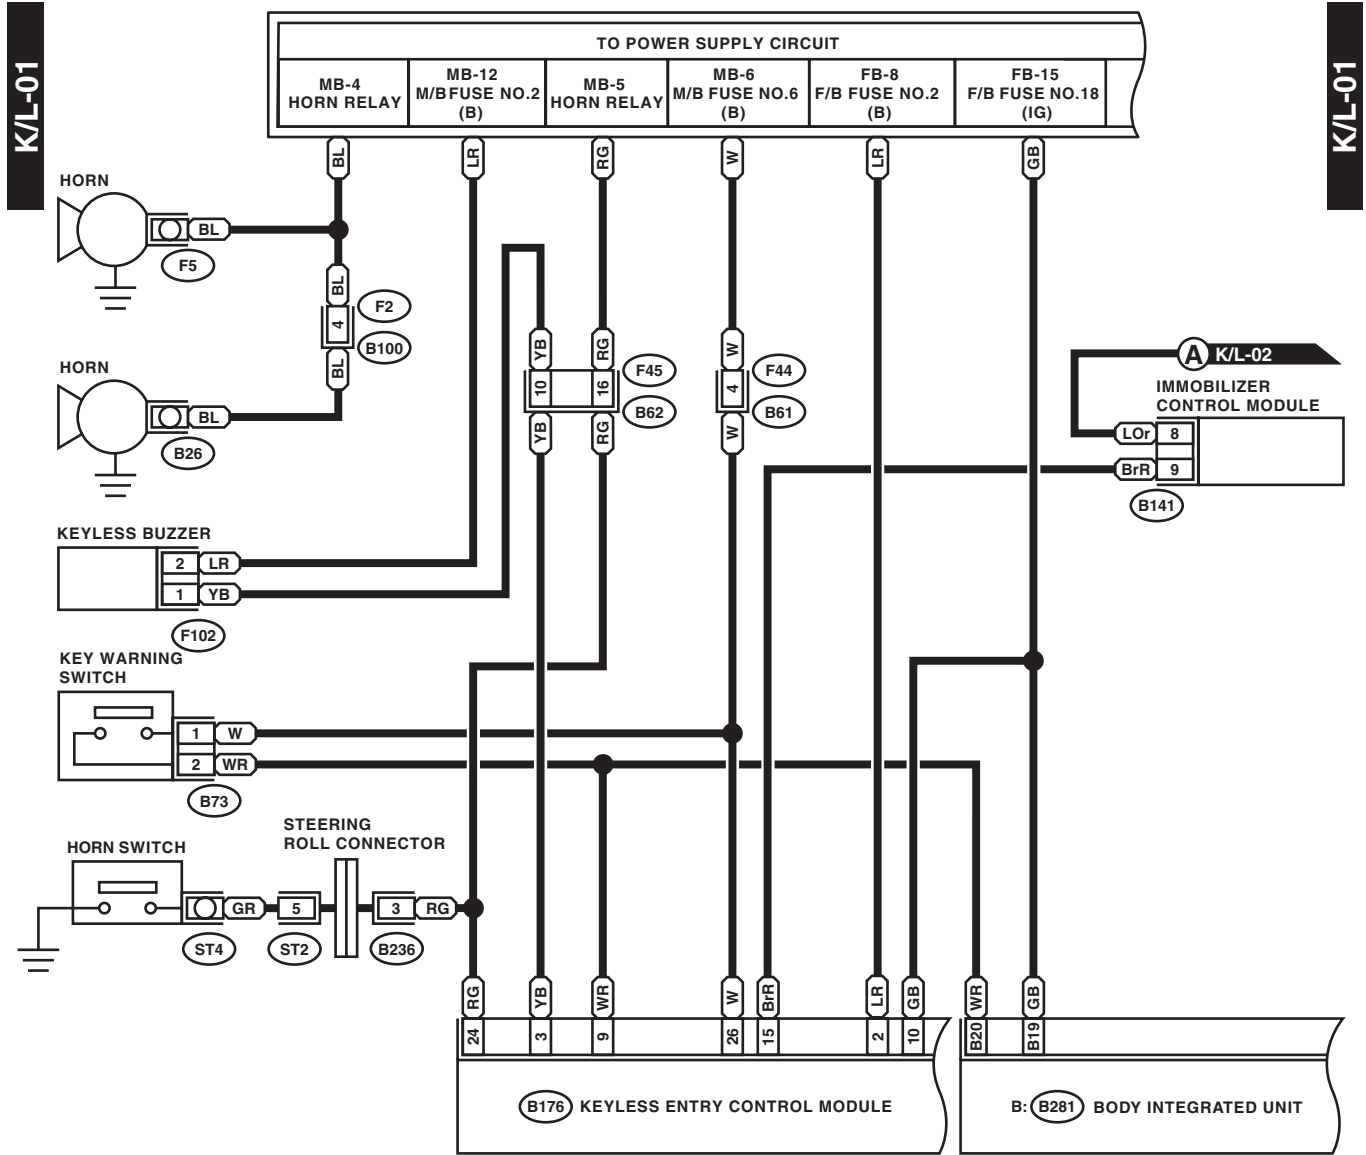 K/L-01
K/L-01
TO POWER SUPPLY CIRCUIT
MB-4
HORN RELAY
MB-12
M/B FUSE NO.2
(B)
MB-5
HORN RELAY
MB-6
M/B FUSE NO.6
(B)
FB-8
F/B FUSE NO.2
(B)
FB-15
F/B FUSE NO.18
(IG)
BL
LR
RG
W
LR
GB
HORN
BL
F5
BL
4
F2
B100
BL
HORN
BL
B26
YB
RG
10
16
F45
B62
YB
RG
W
4
F44
B61
W
A
K/L-02
IMMOBILIZER
CONTROL MODULE
LOr
8
BrR
9
B141
KEYLESS BUZZER
2
LR
1
YB
F102
KEY WARNING
SWITCH
1
W
2
WR
B73
STEERING
ROLL CONNECTOR
HORN SWITCH
GR
5
3
RG
ST4
ST2
B236
RG
YB
WR
W
BrR
LR
GB
WR
GB
24
3
9
26
15
2
10
B20
B19
B176 KEYLESS ENTRY CONTROL MODULE
B: B281 BODY INTEGRATED UNIT